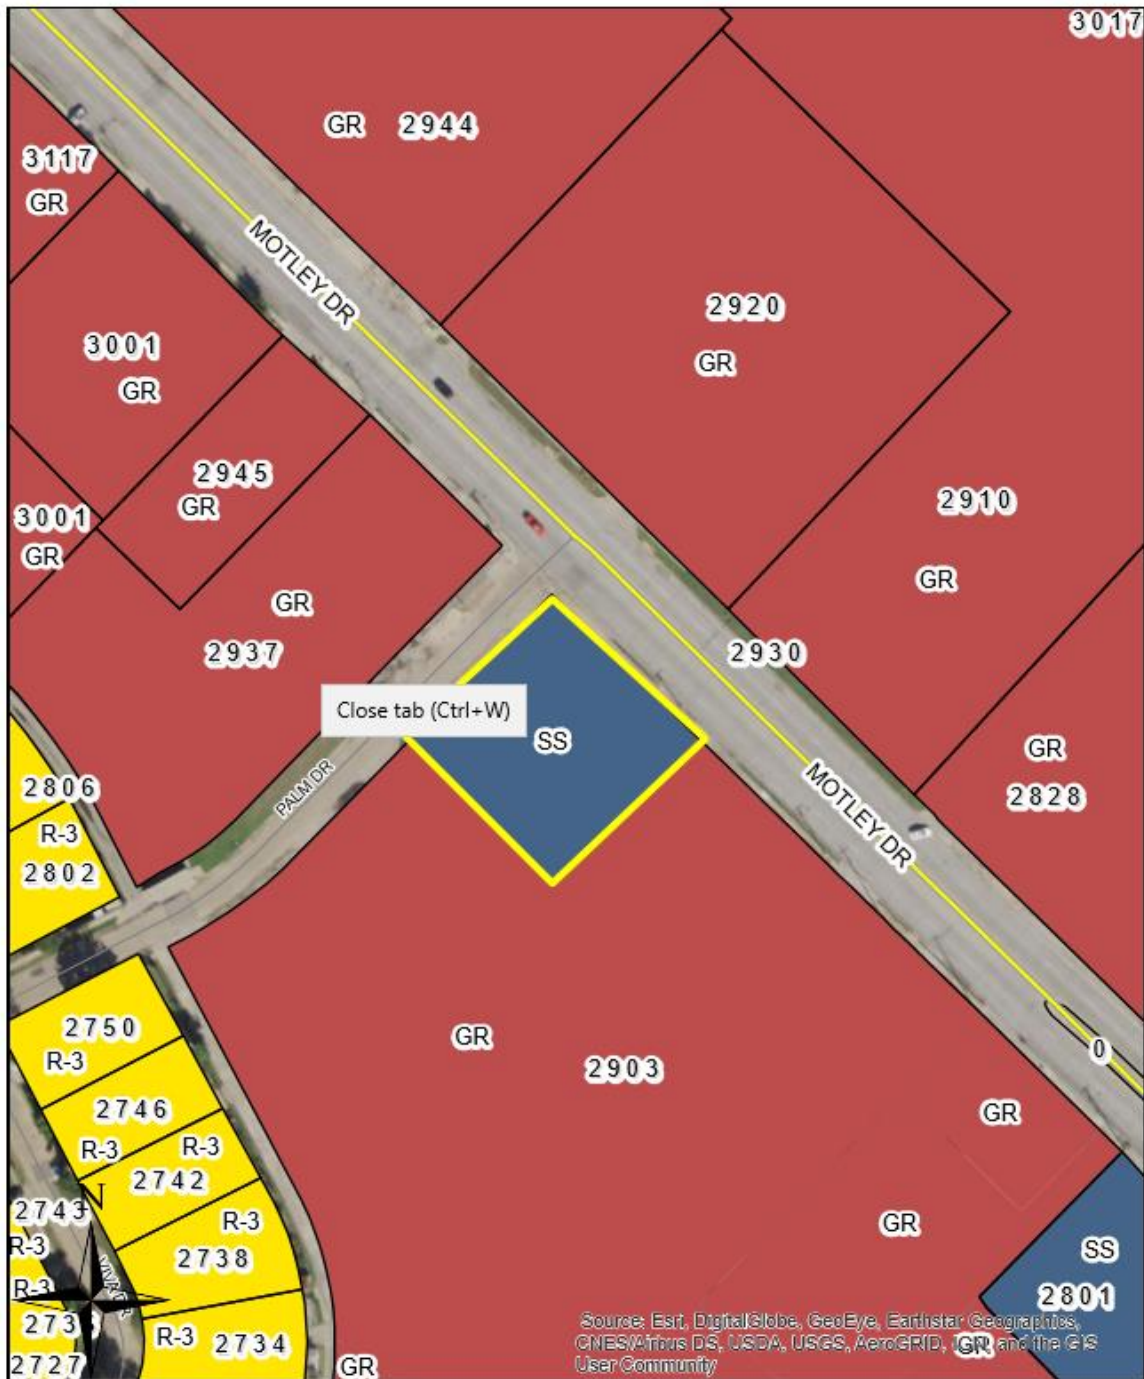 3017
GR 2944
3117
GR
MOTLEY DR
2920
GR
3001
GR
2945
GR
2910
GR
3001
GR
GR
2937
2930
Close tab (Ctrl+W)
SS
GR
2828
MOTLEY DR
PALM DR
2806
R-3
2802
2750
R-3
GR
2903
0
2746
R-3
R-3
GR
2742
N
2743
R-3
R-3
2738
GR
SS
2801
R-3
273
2727
R-3
2734
GR
Source: Esri, DigitalGlobe, GeoEye, Earthstar Geographics,
CNES/Airbus DS, USDA, USGS, AeroGRID, IGN, and the GIS
User Community
GR